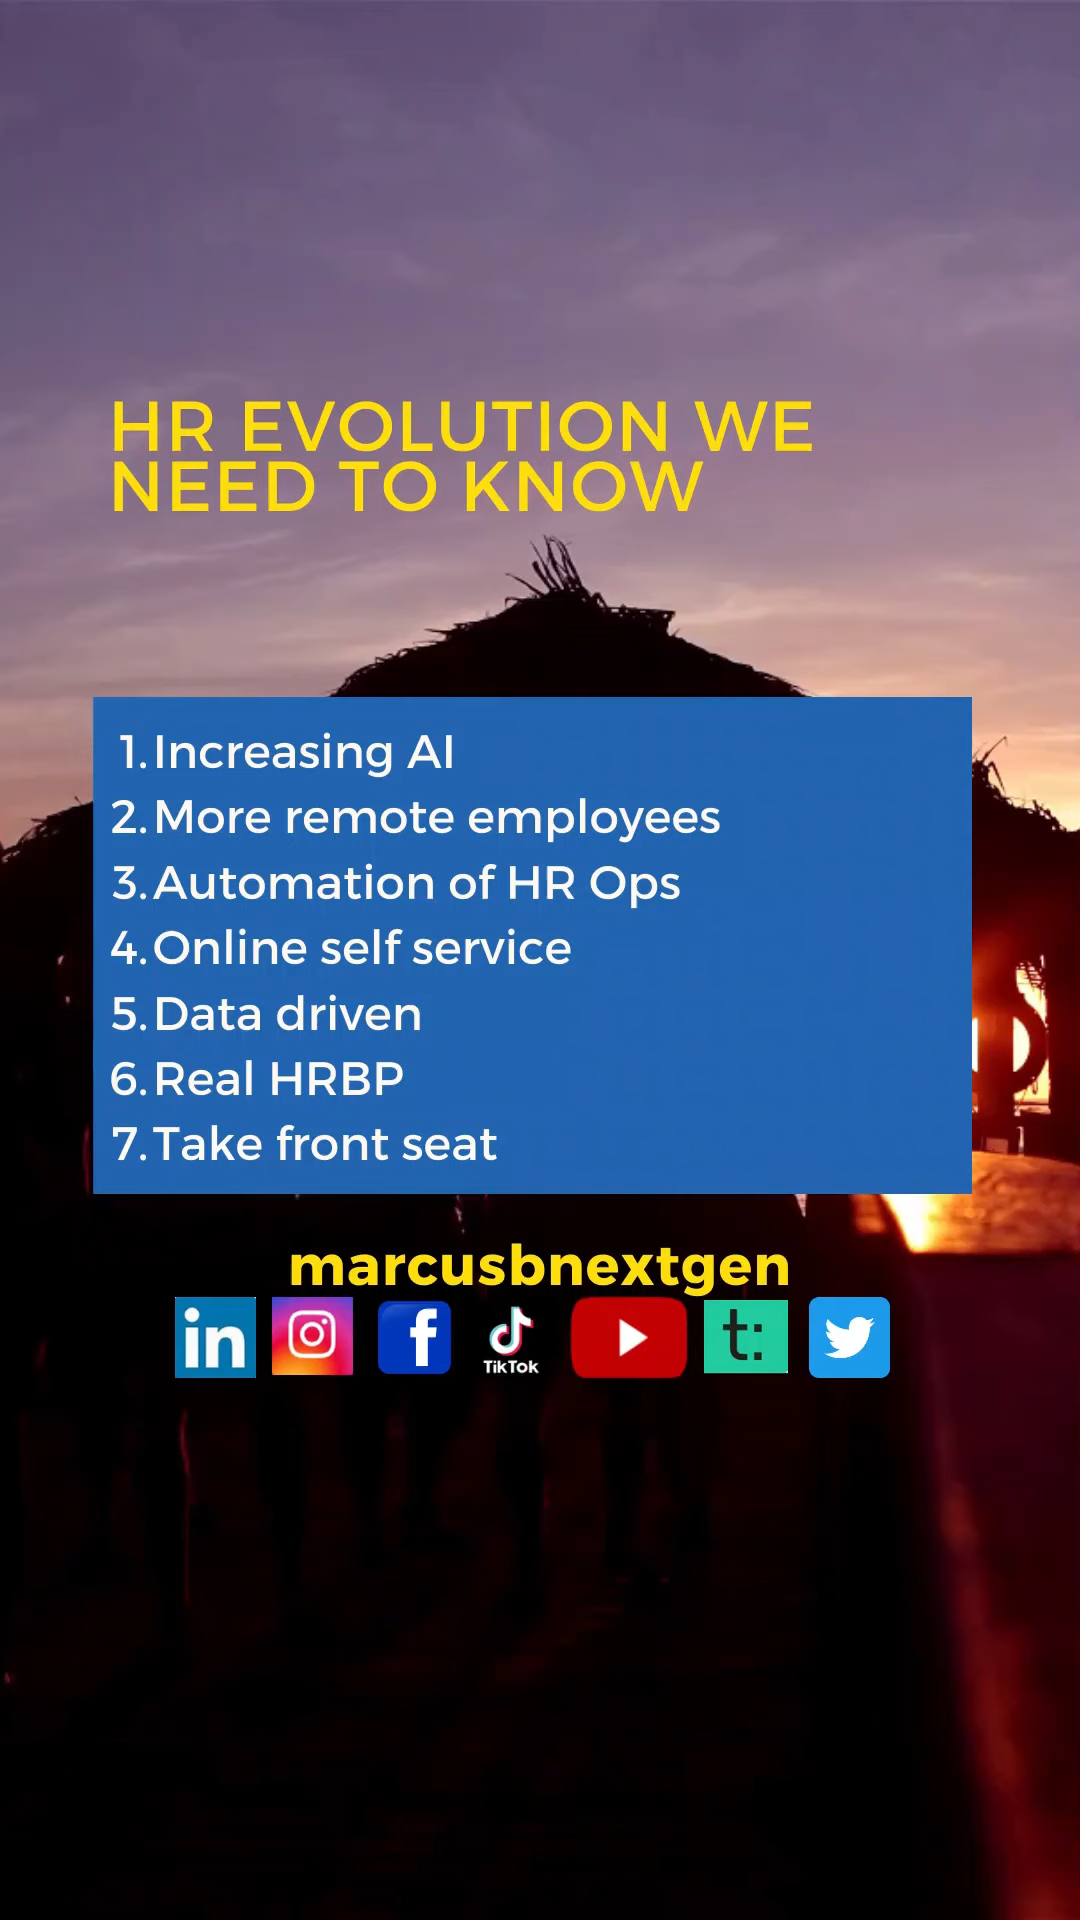 HR EVOLUTION WE
NEED TO KNOW
1. Increasing AI
2. More remote employees
3. Automation of HR Ops
4. Online self service
5. Data driven
6. Real HRBP
7. Take front seat
marcusbnextgen
in f TikTok t: